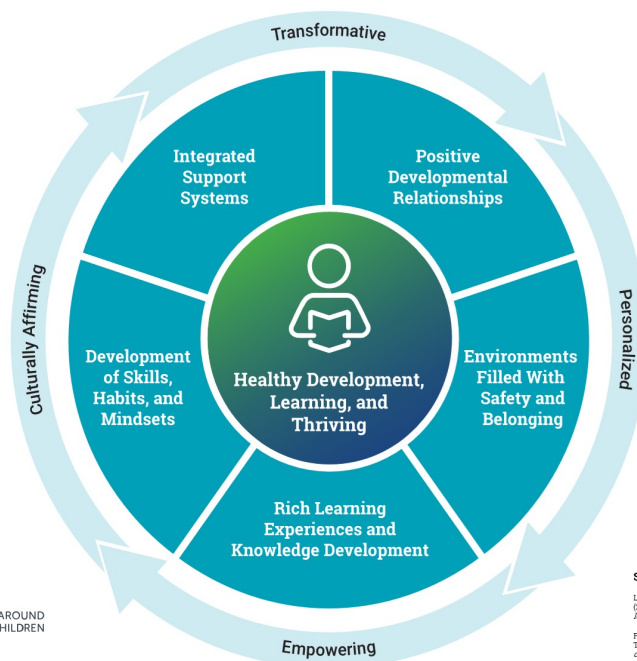 Transformative
Integrated
Support
Systems
Positive
Developmental
Relationships
Culturally Affirming
Personalized
Development
of Skills,
Habits, and
Mindsets
Healthy Development,
Learning, and
Thriving
Environments
Filled With
Safety and
Belonging
Rich Learning
Experiences and
Knowledge Development
AROUND
HILDREN
Empowering